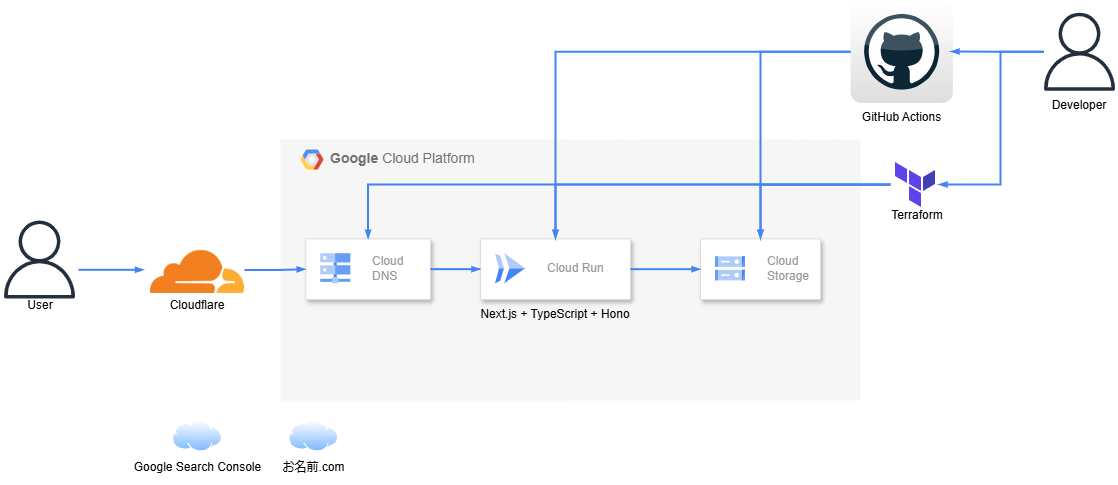 GitHub Actions
Developer
Google Cloud Platform
Terraform
User
Cloudflare
Cloud
DNS
Cloud Run
Next.js + TypeScript + Hono
Cloud
Storage
Google Search Console
お名前.com